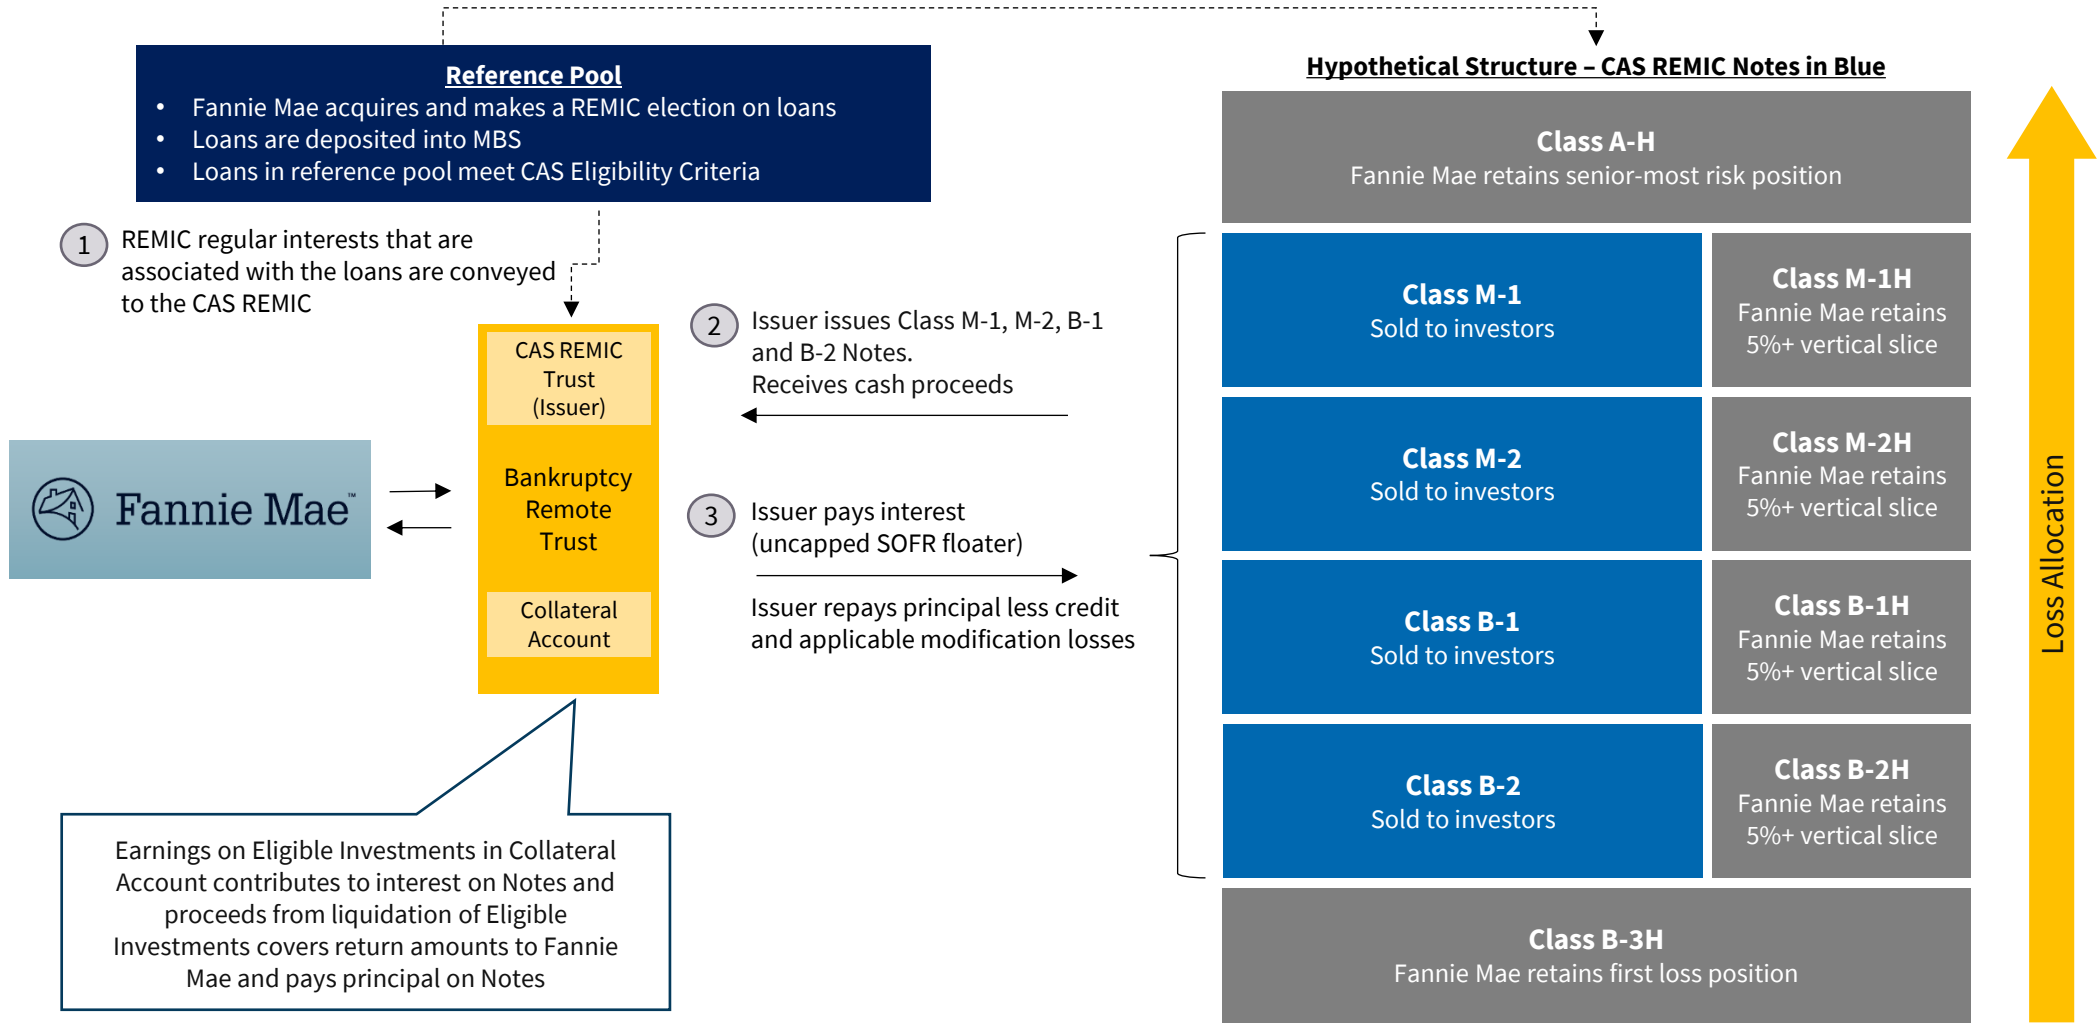 Reference Pool
• Fannie Mae acquires and makes a REMIC election on loans
• Loans are deposited into MBS
• Loans in reference pool meet CAS Eligibility Criteria
1
REMIC regular interests that are
associated with the loans are conveyed
to the CAS REMIC
CAS REMIC
Trust
(Issuer)
Bankruptcy
Remote
Trust
Collateral
Account
Fannie Mae™
Earnings on Eligible Investments in Collateral
Account contributes to interest on Notes and
proceeds from liquidation of Eligible
Investments covers return amounts to Fannie
Mae and pays principal on Notes
2
Issuer issues Class M-1, M-2, B-1
and B-2 Notes.
Receives cash proceeds
3
Issuer pays interest
(uncapped SOFR floater)
Issuer repays principal less credit
and applicable modification losses
Hypothetical Structure – CAS REMIC Notes in Blue
Class A-H
Fannie Mae retains senior-most risk position
Class M-1
Sold to investors
Class M-1H
Fannie Mae retains
5%+ vertical slice
Class M-2
Sold to investors
Class M-2H
Fannie Mae retains
5%+ vertical slice
Class B-1
Sold to investors
Class B-1H
Fannie Mae retains
5%+ vertical slice
Class B-2
Sold to investors
Class B-2H
Fannie Mae retains
5%+ vertical slice
Class B-3H
Fannie Mae retains first loss position
Loss Allocation